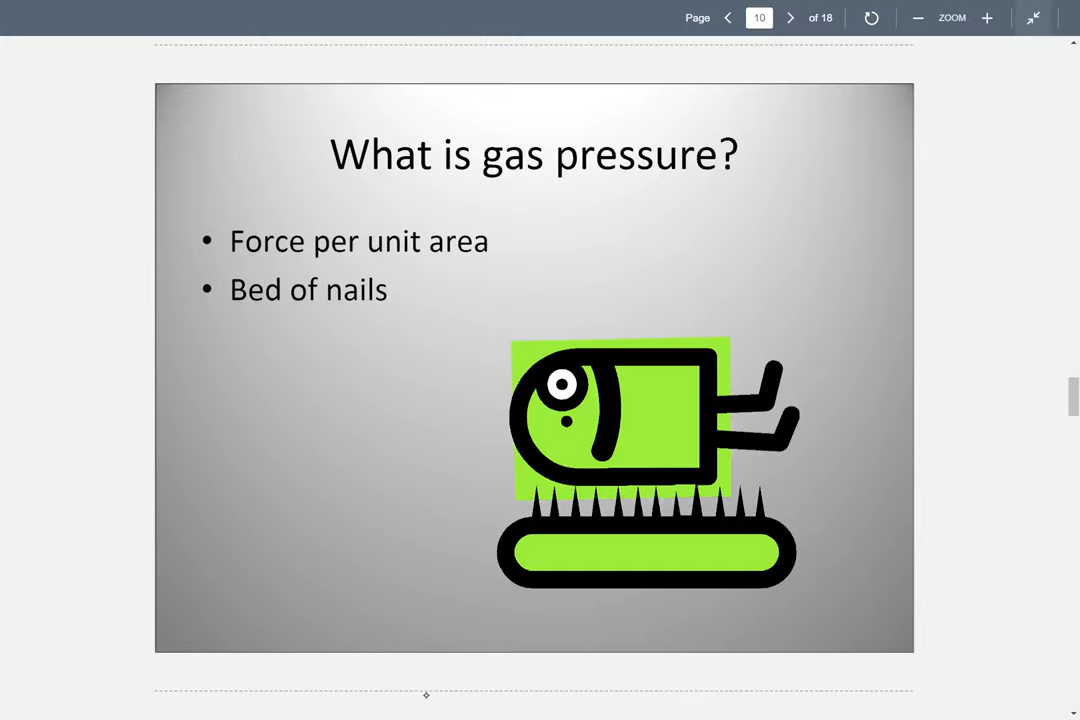 Page 10 of 18 ZOOM
What is gas pressure?
• Force per unit area
• Bed of nails